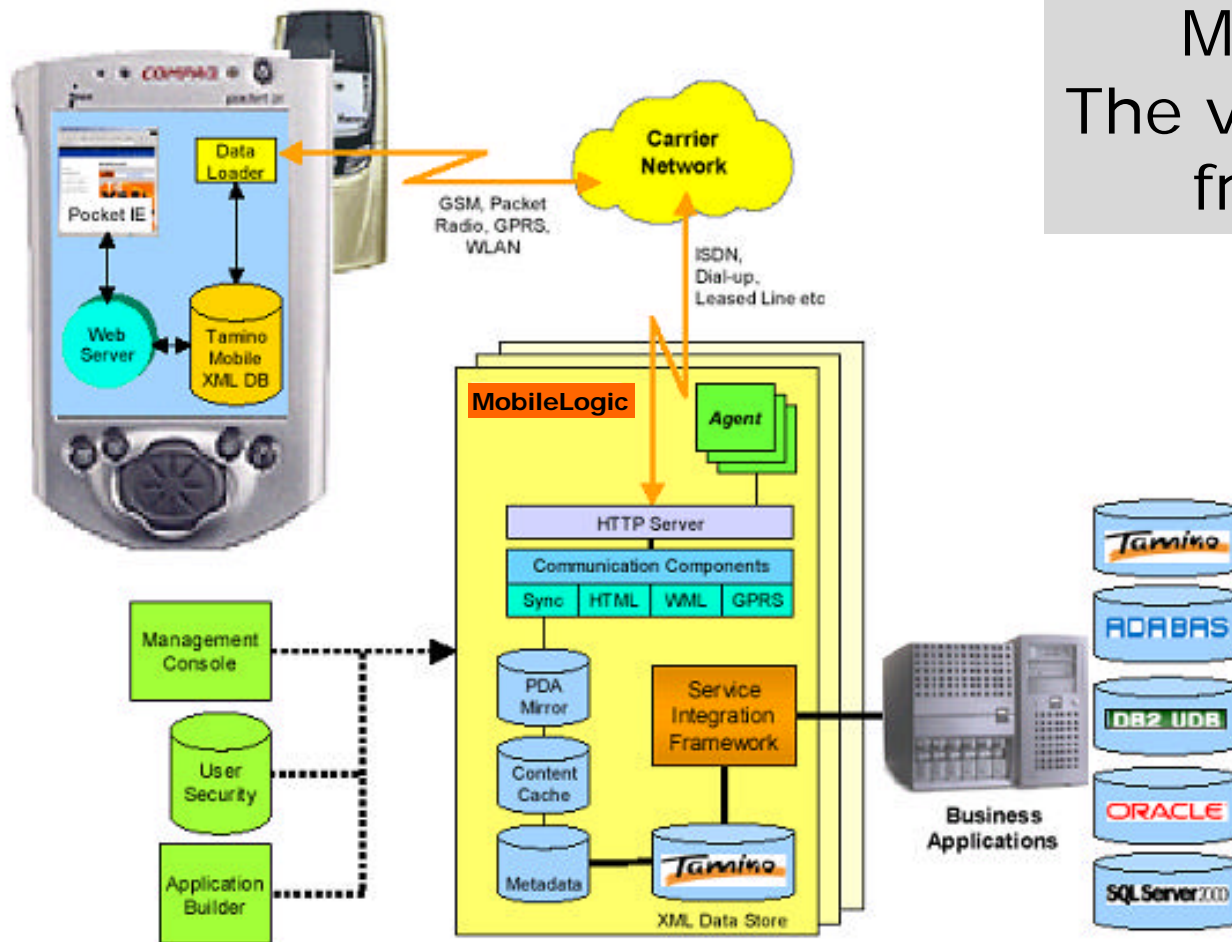 M
The v
fr
COMPAQ
pocket pc
Data
Loader
Pocket IE
Web
Server
Tamino
Mobile
XML DB
Carrier
Network
GSM, Packet
Radio, GPRS,
WLAN
ISDN,
Dial-up,
Leased Line etc
MobileLogic
Agent
HTTP Server
Communication Components
Sync HTML WML GPRS
PDA
Mirror
Content
Cache
Metadata
Service
Integration
Framework
Tamino
XML Data Store
Management
Console
User
Security
Application
Builder
Business
Applications
Tamino
ADABAS
DB2 UDB
ORACLE
SQL Server 2000